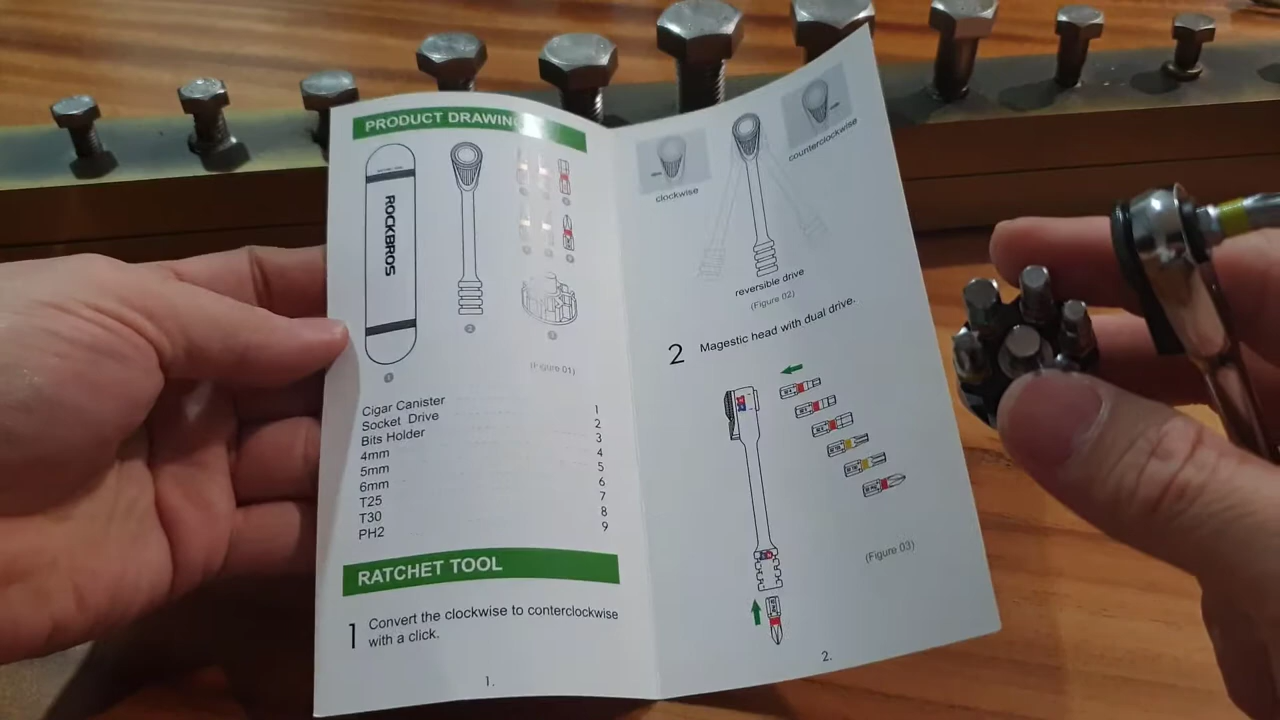 PRODUCT DRAWING
ROCKBROS
(Figure 01)
Cigar Canister 1
Socket Drive 2
Bits Holder 3
4mm 4
5mm 5
6mm 6
T25 7
T30 8
PH2 9
RATCHET TOOL
1 Convert the clockwise to conterclockwise
with a click.
1.
clockwise
counterclockwise
reversible drive
(Figure 02)
2 Magestic head with dual drive.
(Figure 03)
2.